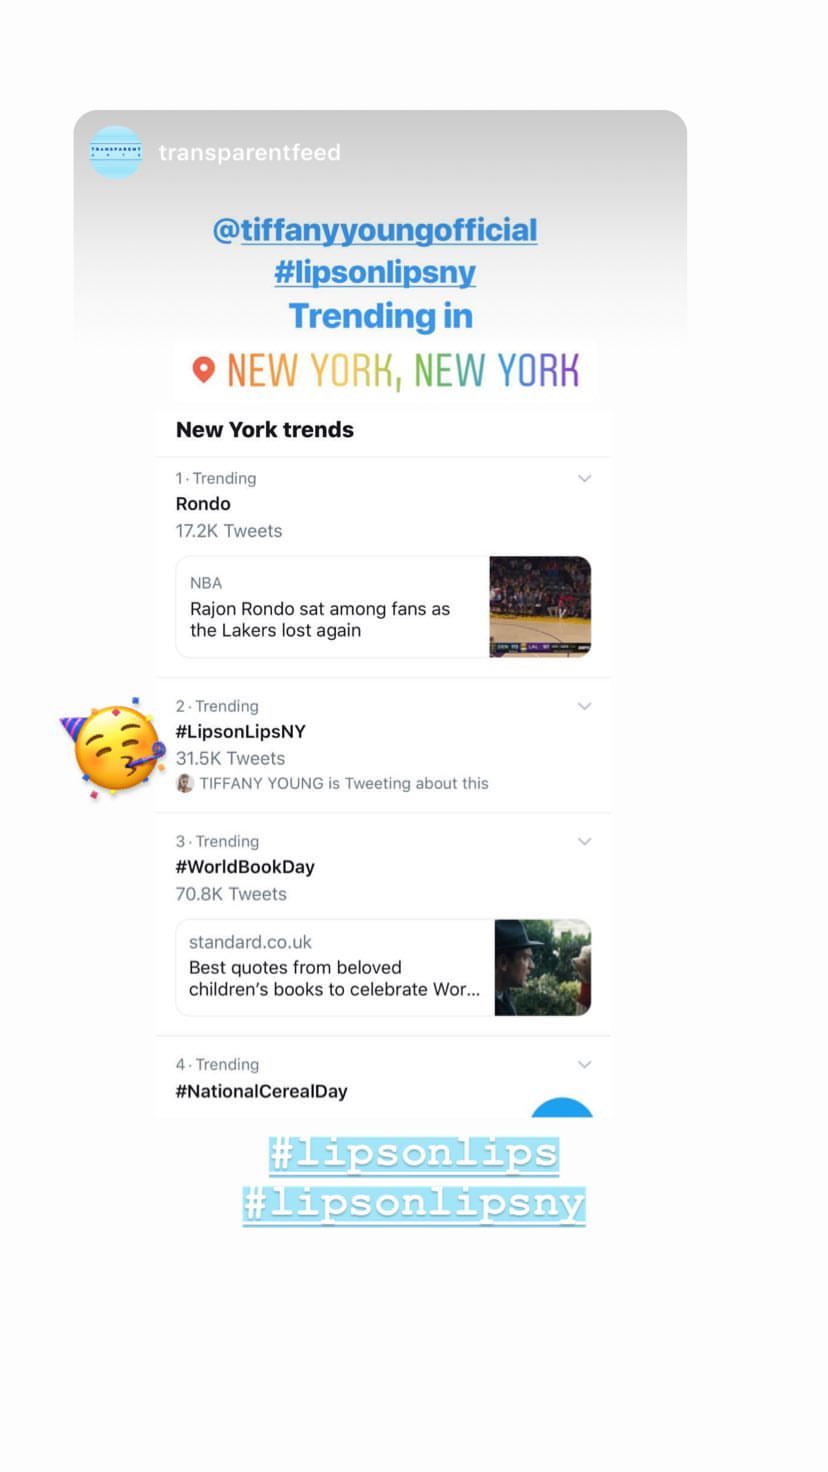 TRANSPARENT
transparentfeed
@tiffanyyoungofficial
#lipsonlipsny
Trending in
NEW YORK, NEW YORK
New York trends
1 · Trending
Rondo
17.2K Tweets
NBA
Rajon Rondo sat among fans as
the Lakers lost again
2 · Trending
#LipsonLipsNY
31.5K Tweets
TIFFANY YOUNG is Tweeting about this
3 · Trending
#WorldBookDay
70.8K Tweets
standard.co.uk
Best quotes from beloved
children's books to celebrate Wor...
4 · Trending
#NationalCerealDay
#lipsonlips
#lipsonlipsny